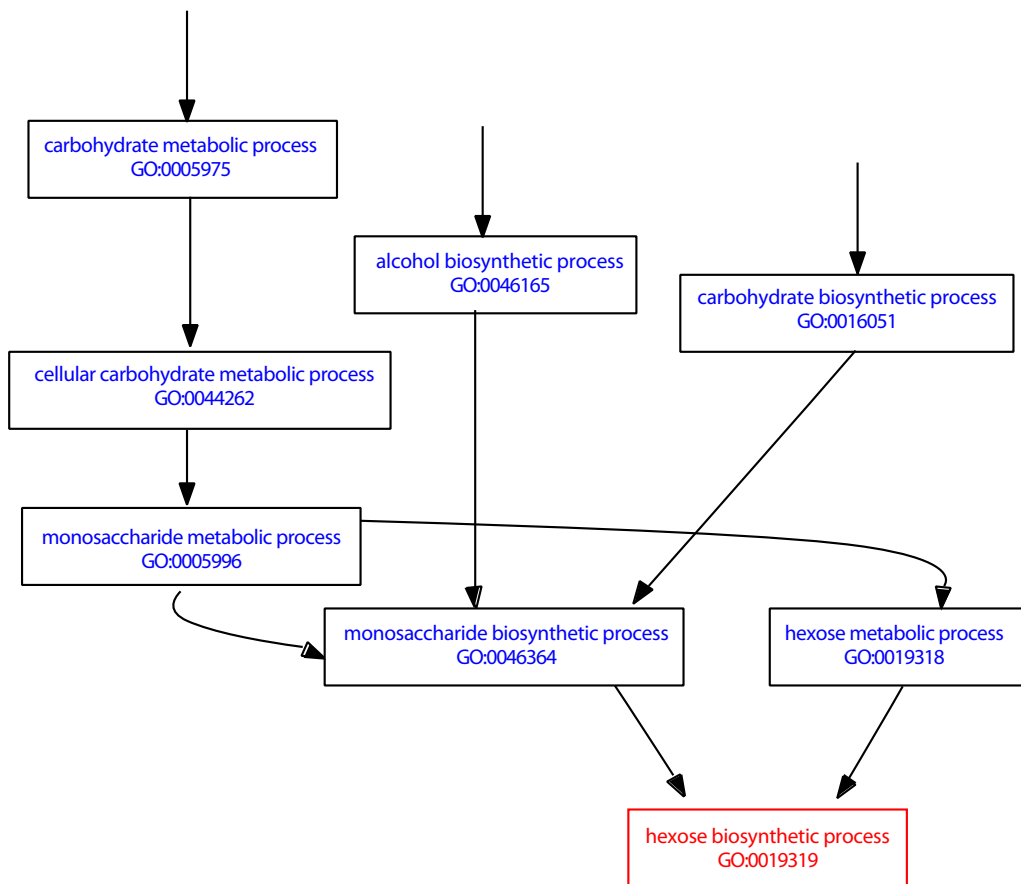 carbohydrate metabolic process
GO:0005975
alcohol biosynthetic process
GO:0046165
carbohydrate biosynthetic process
GO:0016051
cellular carbohydrate metabolic process
GO:0044262
monosaccharide metabolic process
GO:0005996
monosaccharide biosynthetic process
GO:0046364
hexose metabolic process
GO:0019318
hexose biosynthetic process
GO:0019319